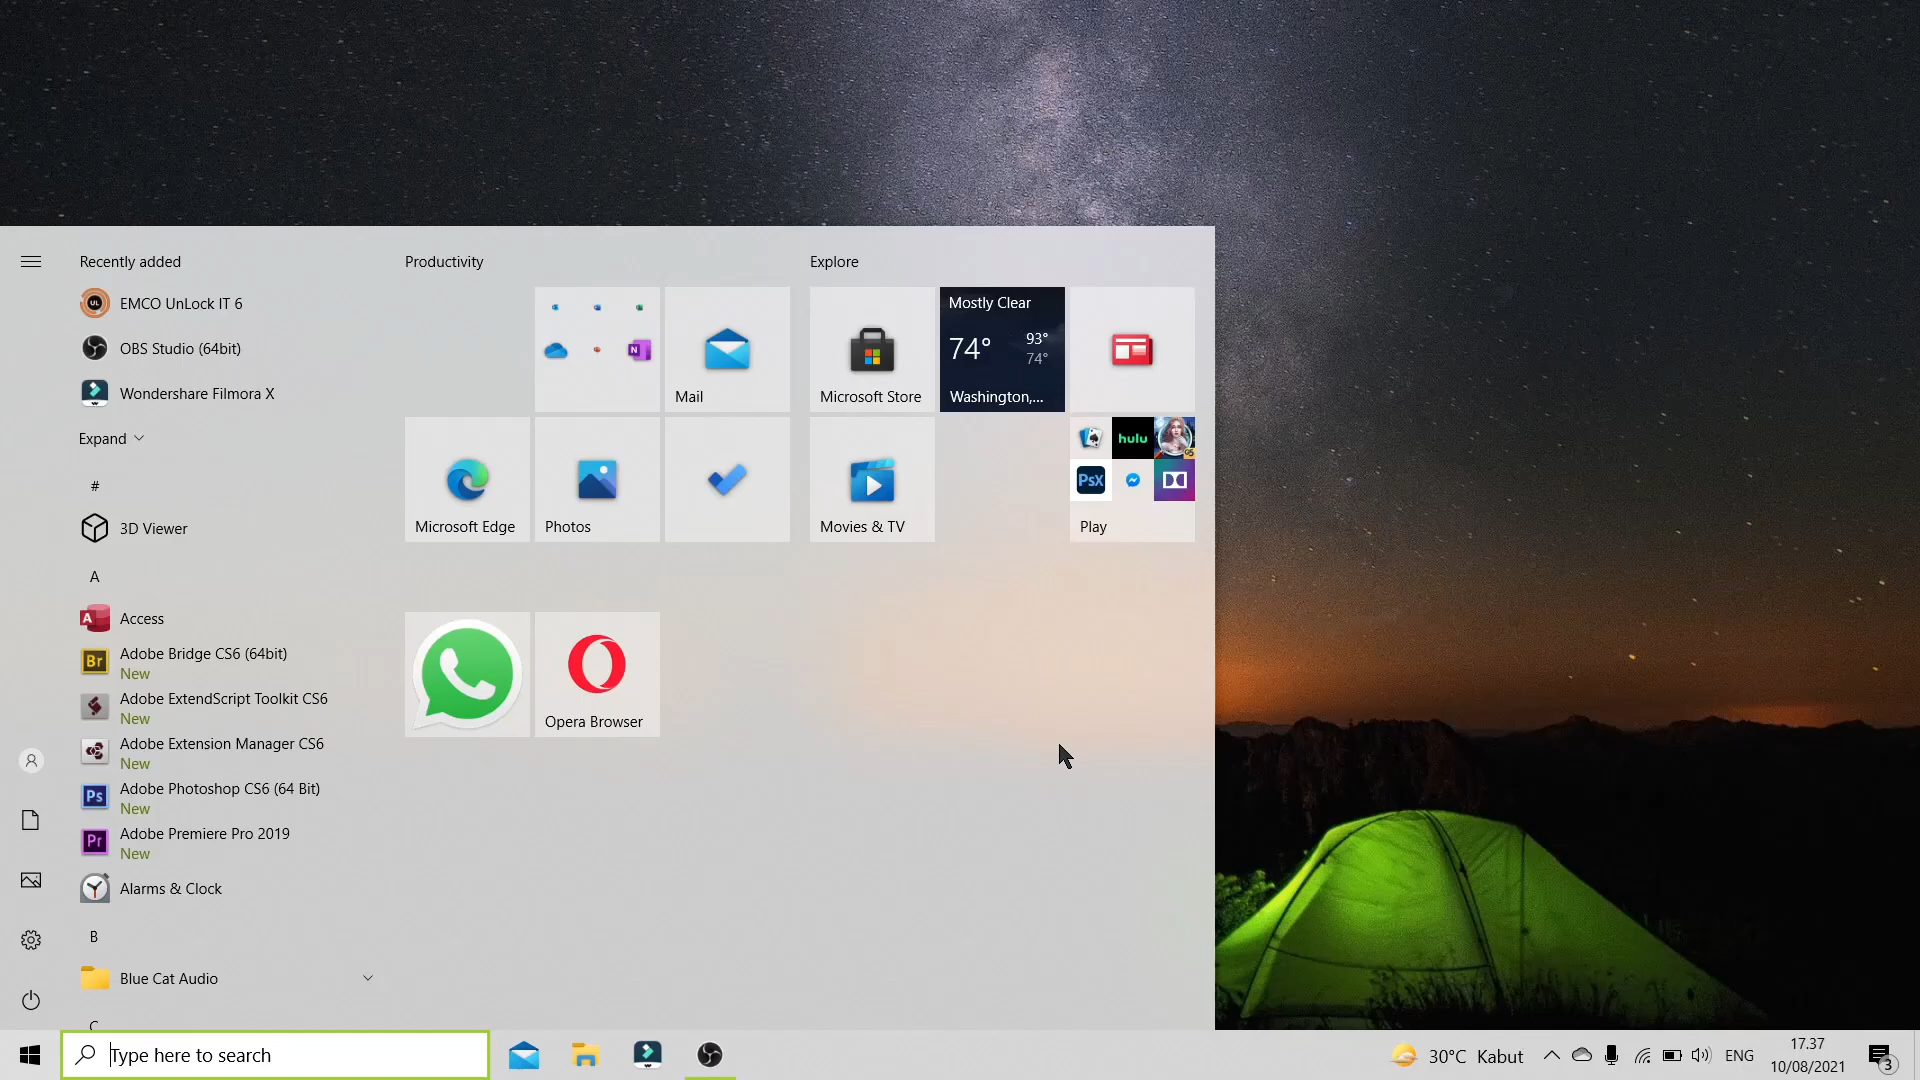 Recently added
EMCO UnLock IT 6
OBS Studio (64bit)
Wondershare Filmora X
Expand
#
3D Viewer
A
Access
Adobe Bridge CS6 (64bit)
New
Adobe ExtendScript Toolkit CS6
New
Adobe Extension Manager CS6
New
Adobe Photoshop CS6 (64 Bit)
New
Adobe Premiere Pro 2019
New
Alarms & Clock
B
Blue Cat Audio
C
Productivity
Mail
Microsoft Edge
Photos
Opera Browser
Explore
Microsoft Store
Mostly Clear
74° 93°
74°
Washington,...
Movies & TV
hulu
PsX
Play
Type here to search
30°C Kabut
ENG
17.37
10/08/2021
3